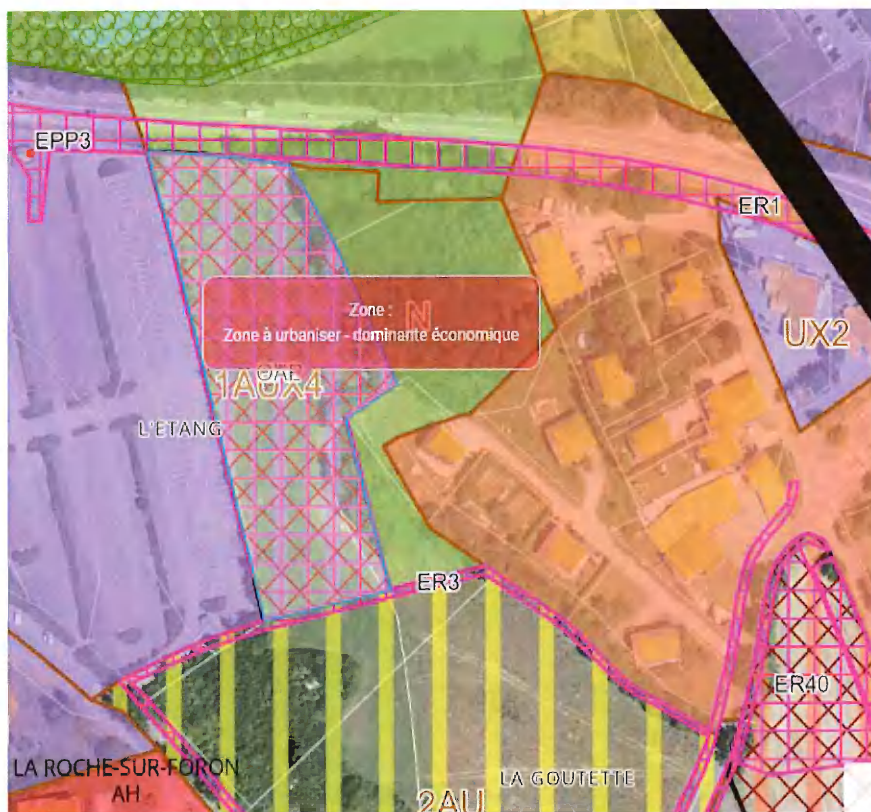 EPP3
ER1
Zone :
N
Zone à urbaniser - dominante économique
UX2
OAP
1AUX4
L'ETANG
ER3
ER40
LA ROCHE-SUR-FORON
AH
LA GOUTETTE
2AU